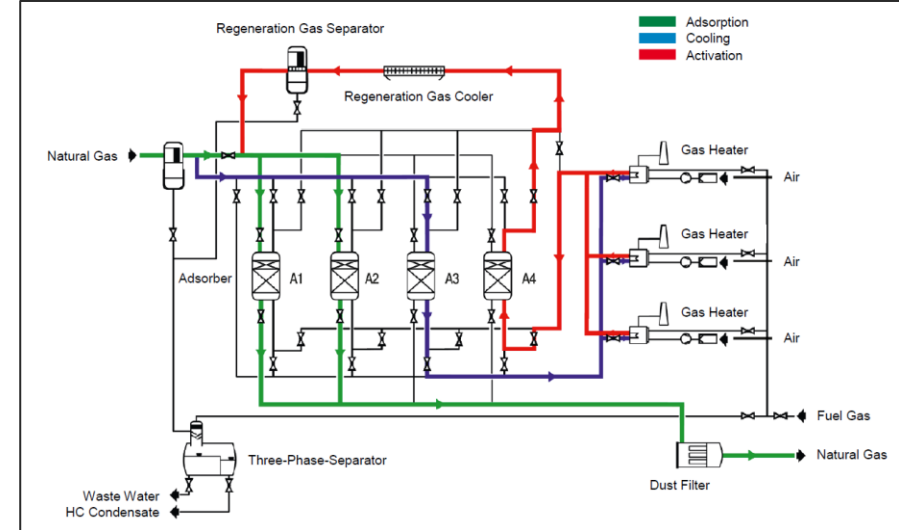 Regeneration Gas Separator
Adsorption
Cooling
Activation
Regeneration Gas Cooler
Natural Gas
Gas Heater
Air
Gas Heater
Air
Adsorber
A1
A2
A3
A4
Gas Heater
Air
Fuel Gas
Three-Phase-Separator
Natural Gas
Dust Filter
Waste Water
HC Condensate